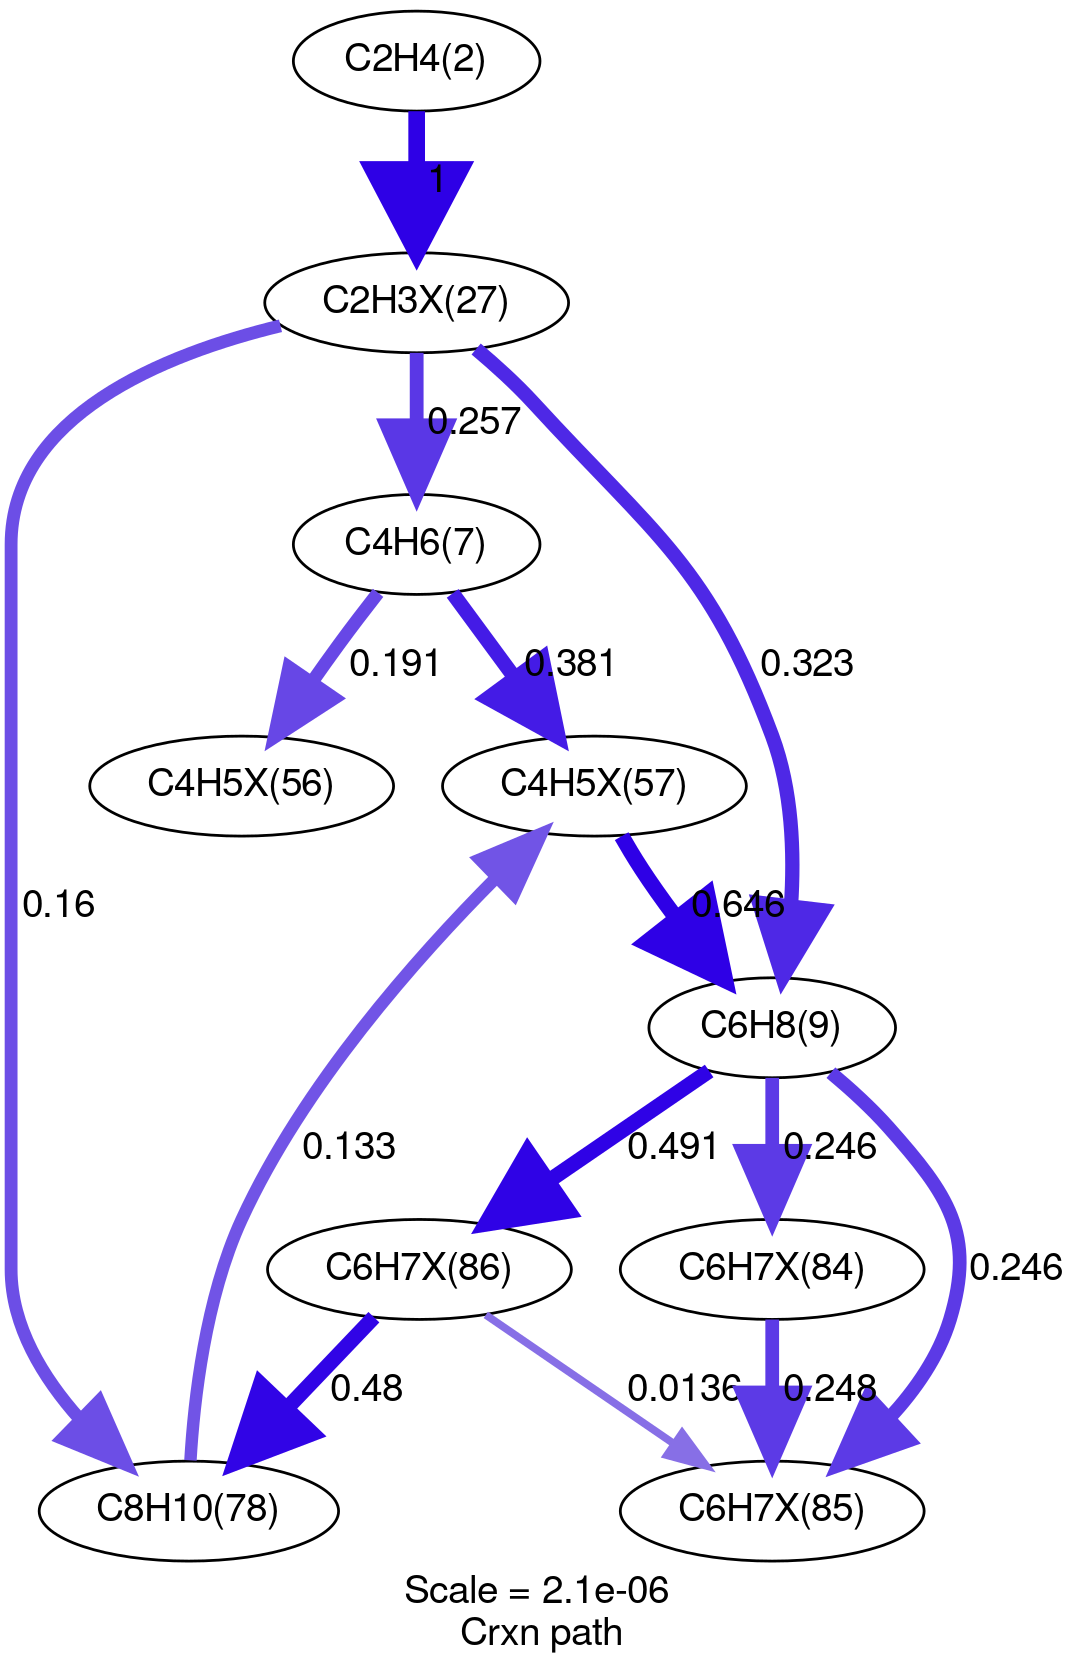 C2H4(2)
1
C2H3X(27)
0.257
C4H6(7)
0.191
0.381
0.323
C4H5X(56)
C4H5X(57)
0.16
0.646
C6H8(9)
0.133
0.491
0.246
C6H7X(86)
C6H7X(84)
0.246
0.48
0.0136
0.248
C8H10(78)
C6H7X(85)
Scale = 2.1e-06
Crxn path